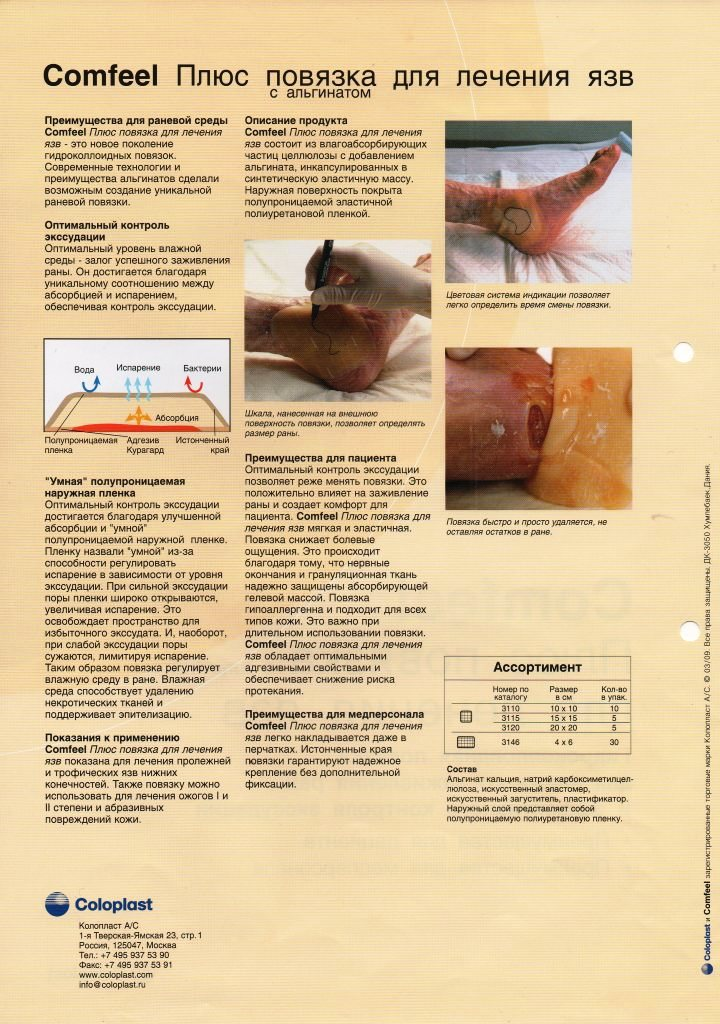 Comfeel Плюс повязка для лечения язв
с альгинатом
Преимущества для раневой среды
Comfeel Плюс повязка для лечения
язв - это новое поколение
гидроколлоидных повязок.
Современные технологии и
преимущества альгинатов сделали
возможным создание уникальной
раневой повязки.
Оптимальный контроль
экссудации
Оптимальный уровень влажной
среды - залог успешного заживления
раны. Он достигается благодаря
уникальному соотношению между
абсорбцией и испарением,
обеспечивая контроль экссудации.
Вода
Испарение
Бактерии
Абсорбция
Полупроницаемая
пленка
Адгезив
Курагард
Истонченный
край
"Умная" полупроницаемая
наружная пленка
Оптимальный контроль экссудации
достигается благодаря улучшенной
абсорбции и "умной"
полупроницаемой наружной пленке.
Пленку назвали "умной" из-за
способности регулировать
испарение в зависимости от уровня
экссудации. При сильной экссудации
поры пленки широко открываются,
увеличивая испарение. Это
освобождает пространство для
избыточного экссудата. И, наоборот,
при слабой экссудации поры
сужаются, лимитируя испарение.
Таким образом повязка регулирует
влажную среду в ране. Влажная
среда способствует удалению
некротических тканей и
поддерживает эпителизацию.
Показания к применению
Comfeel Плюс повязка для лечения
язв показана для лечения пролежней
и трофических язв нижних
конечностей. Также повязку можно
использовать для лечения ожогов I и
II степени и абразивных
повреждений кожи.
Описание продукта
Comfeel Плюс повязка для лечения
язв состоит из влагоабсорбирующих
частиц целлюлозы с добавлением
альгината, инкапсулированных в
синтетическую эластичную массу.
Наружная поверхность покрыта
полупроницаемой эластичной
полиуретановой пленкой.
Шкала, нанесенная на внешнюю
поверхность повязки, позволяет определять
размер раны.
Преимущества для пациента
Оптимальный контроль экссудации
позволяет реже менять повязки. Это
положительно влияет на заживление
раны и создает комфорт для
пациента. Comfeel Плюс повязка для
лечения язв мягкая и эластичная.
Повязка снижает болевые
ощущения. Это происходит
благодаря тому, что нервные
окончания и грануляционная ткань
надежно защищены абсорбирующей
гелевой массой. Повязка
гипоаллергенна и подходит для всех
типов кожи. Это важно при
длительном использовании повязки.
Comfeel Плюс повязка для лечения
язв обладает оптимальными
адгезивными свойствами и
обеспечивает снижение риска
протекания.
Преимущества для медперсонала
Comfeel Плюс повязка для лечения
язв легко накладывается даже в
перчатках. Истонченные края
повязки гарантируют надежное
крепление без дополнительной
фиксации.
Цветовая система индикации позволяет
легко определить время смены повязки.
Повязка быстро и просто удаляется, не
оставляя остатков в ране.
Ассортимент
Номер по каталогу Размер в см Кол-во в упак.
3110 10 x 10 10
3115 15 x 15 5
3120 20 x 20 5
3146 4 x 6 30
Состав
Альгинат кальция, натрий карбоксиметилцел-
люлоза, искусственный эластомер,
искусственный загуститель, пластификатор.
Наружный слой представляет собой
полупроницаемую полиуретановую пленку.
Coloplast
Колопласт А/С
1-я Тверская-Ямская 23, стр.1
Россия, 125047, Москва
Тел.: +7 495 937 53 90
Факс: +7 495 937 53 91
www.coloplast.com
info@coloplast.ru
Coloplast и Comfeel зарегистрированные торговые марки Колопласт А/С. © 03/09. Все права защищены. ДК-3050 Хумлебаек. Дания.